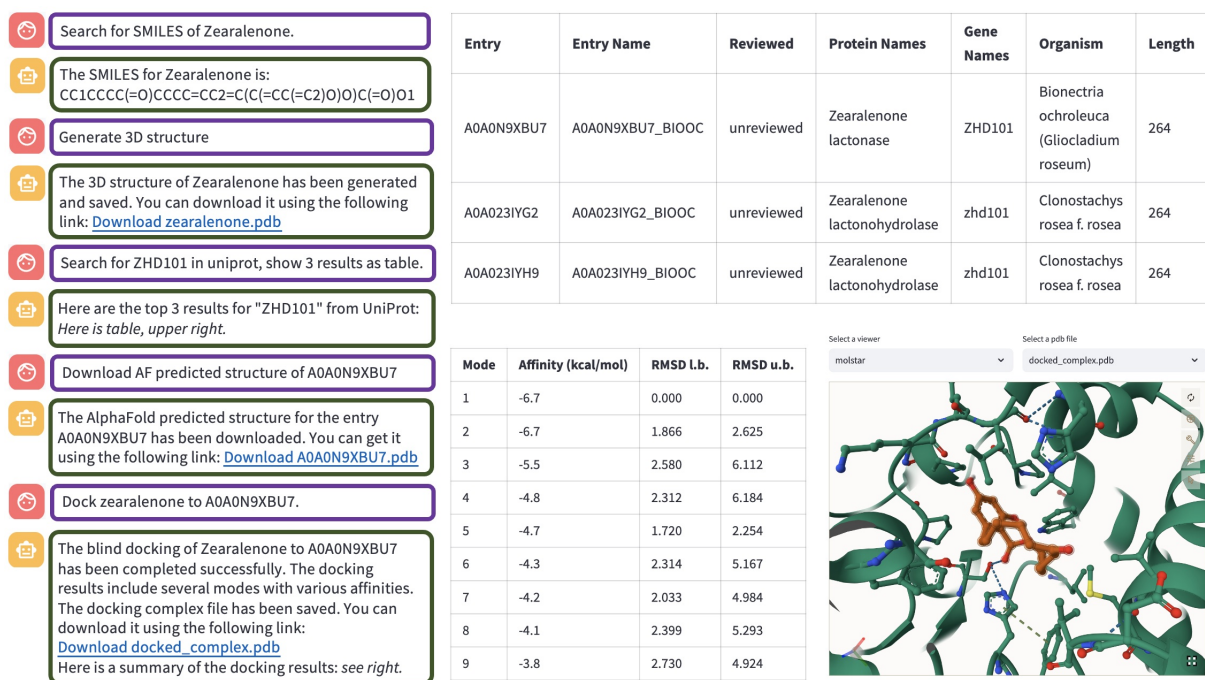 Search for SMILES of Zearalenone.
The SMILES for Zearalenone is:
CC1CCCC(=O)CCCC=CC2=C(C(=CC(=C2)O)O)C(=O)O1
Generate 3D structure
The 3D structure of Zearalenone has been generated
and saved. You can download it using the following
link: Download zearalenone.pdb
Search for ZHD101 in uniprot, show 3 results as table.
Here are the top 3 results for "ZHD101" from UniProt:
Here is table, upper right.
Download AF predicted structure of A0A0N9XBU7
The AlphaFold predicted structure for the entry
A0A0N9XBU7 has been downloaded. You can get it
using the following link: Download A0A0N9XBU7.pdb
Dock zearalenone to A0A0N9XBU7.
The blind docking of Zearalenone to A0A0N9XBU7
has been completed successfully. The docking
results include several modes with various affinities.
The docking complex file has been saved. You can
download it using the following link:
Download docked_complex.pdb
Here is a summary of the docking results: see right.
Entry Entry Name Reviewed Protein Names Gene Names Organism Length
A0A0N9XBU7 A0A0N9XBU7_BIOOC unreviewed Zearalenone lactonase ZHD101 Bionectria ochroleuca (Gliocladium roseum) 264
A0A023IYG2 A0A023IYG2_BIOOC unreviewed Zearalenone lactonohydrolase zhd101 Clonostachys rosea f. rosea 264
A0A023IYH9 A0A023IYH9_BIOOC unreviewed Zearalenone lactonohydrolase zhd101 Clonostachys rosea f. rosea 264
Mode Affinity (kcal/mol) RMSD l.b. RMSD u.b.
1 -6.7 0.000 0.000
2 -6.7 1.866 2.625
3 -5.5 2.580 6.112
4 -4.8 2.312 6.184
5 -4.7 1.720 2.254
6 -4.3 2.314 5.167
7 -4.2 2.033 4.984
8 -4.1 2.399 5.293
9 -3.8 2.730 4.924
Select a viewer Select a pdb file
molstar docked_complex.pdb